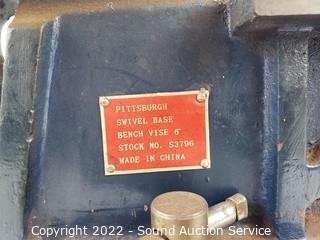 PITTSBURGH
SWIVEL BASE
BENCH VISE 6"
STOCK NO. S3796
MADE IN CHINA
Copyright 2022 - Sound Auction Service